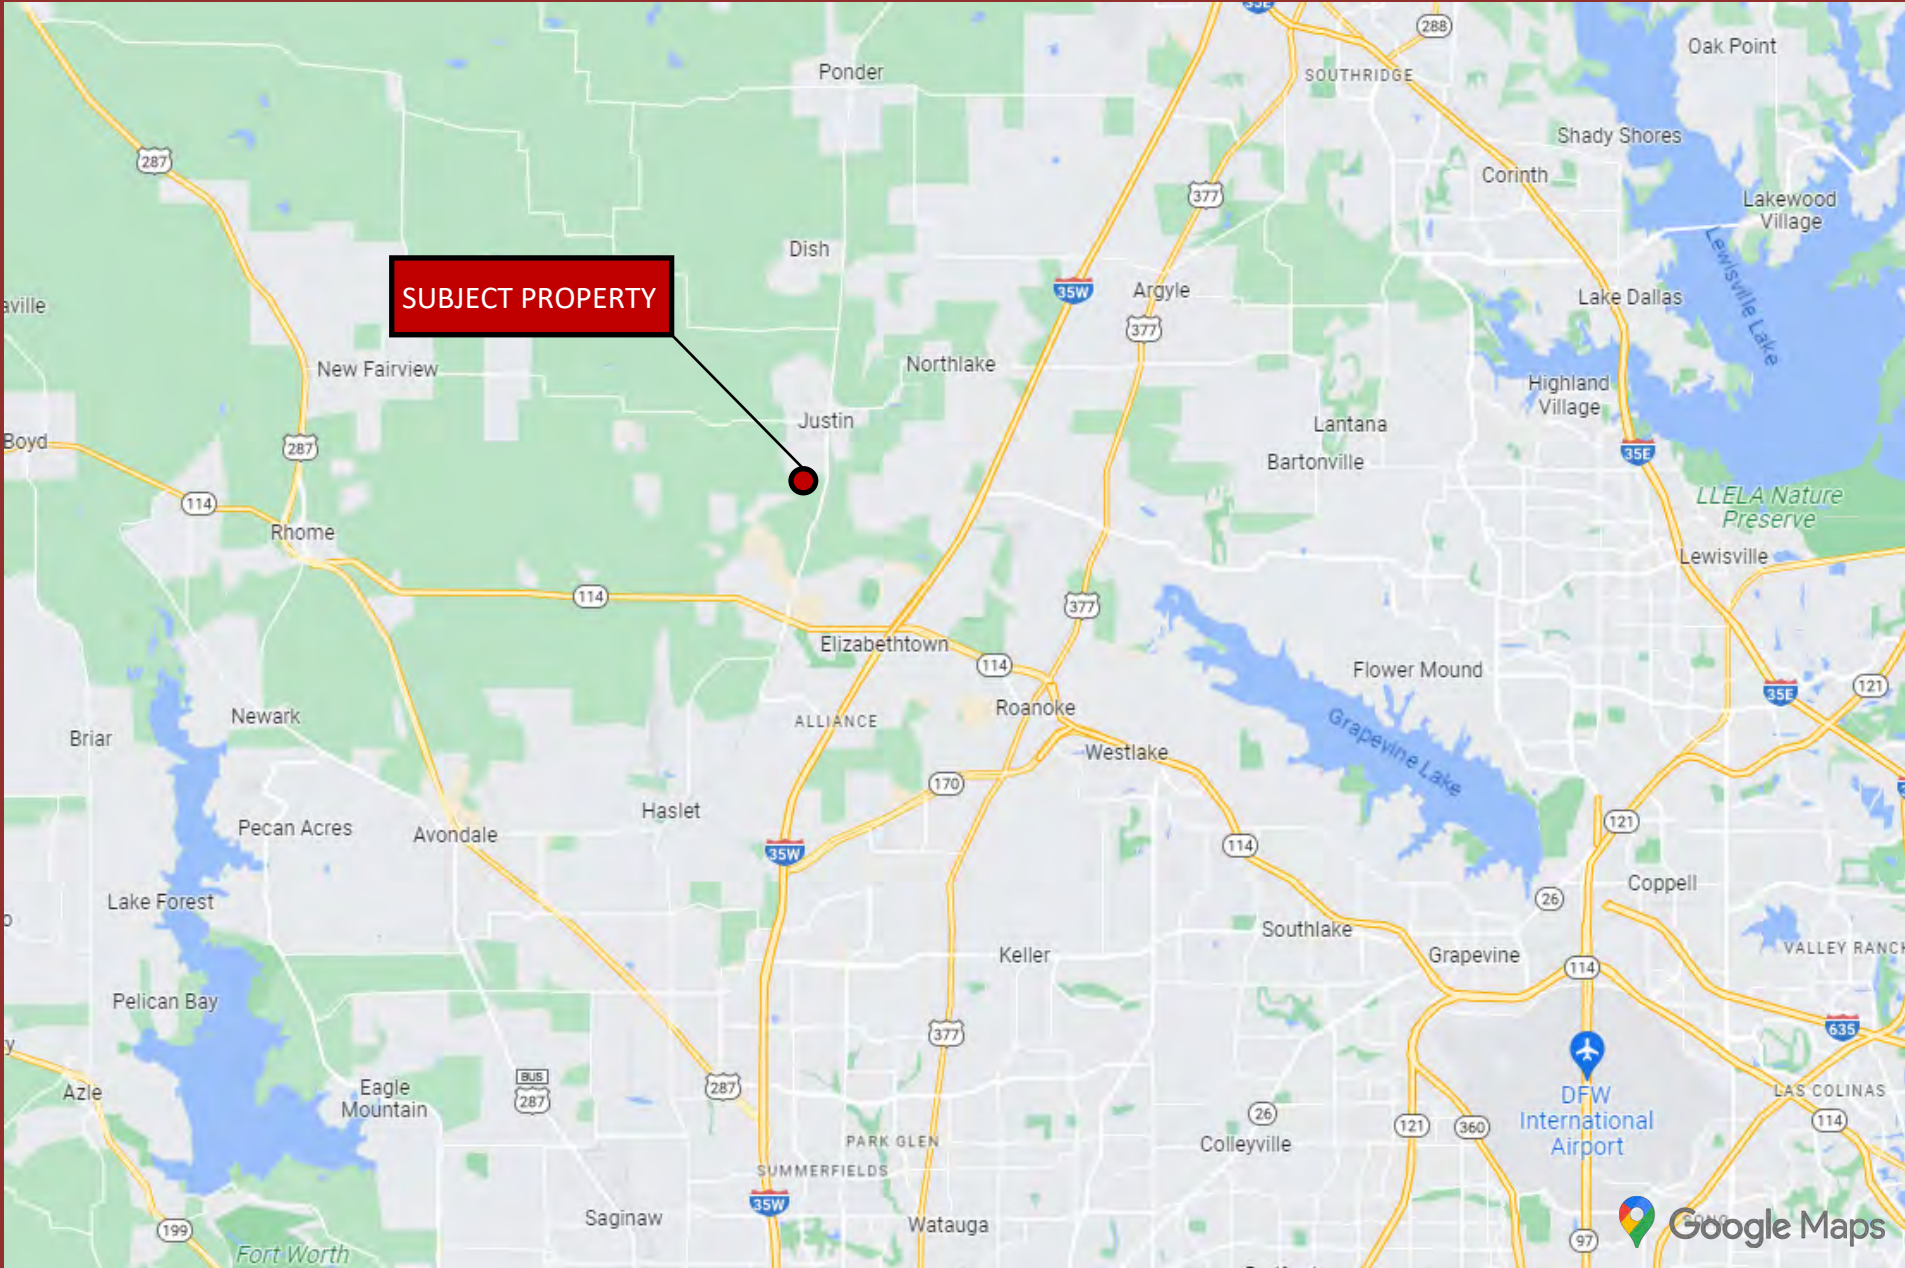 35E
288
Oak Point
Ponder
SOUTHRIDGE
Shady Shores
287
Corinth
377
Lakewood
Village
Dish
SUBJECT PROPERTY
35W
Argyle
Lewisville Lake
Lake Dallas
aville
377
New Fairview
Northlake
Highland
Village
Justin
Lantana
Boyd
287
35E
Bartonville
114
LLELA Nature
Preserve
Rhome
Lewisville
114
377
Elizabethtown
114
Flower Mound
121
35E
Roanoke
Newark
ALLIANCE
Grapevine Lake
Briar
Westlake
170
Haslet
121
Pecan Acres
Avondale
114
35W
Coppell
26
Lake Forest
Southlake
VALLEY RANCH
Keller
Grapevine
114
Pelican Bay
635
377
y
Azle
BUS
287
Eagle
Mountain
287
DFW
International
Airport
LAS COLINAS
26
121
360
114
PARK GLEN
Colleyville
SUMMERFIELDS
35W
Saginaw
Watauga
199
Google Maps
97
Fort Worth